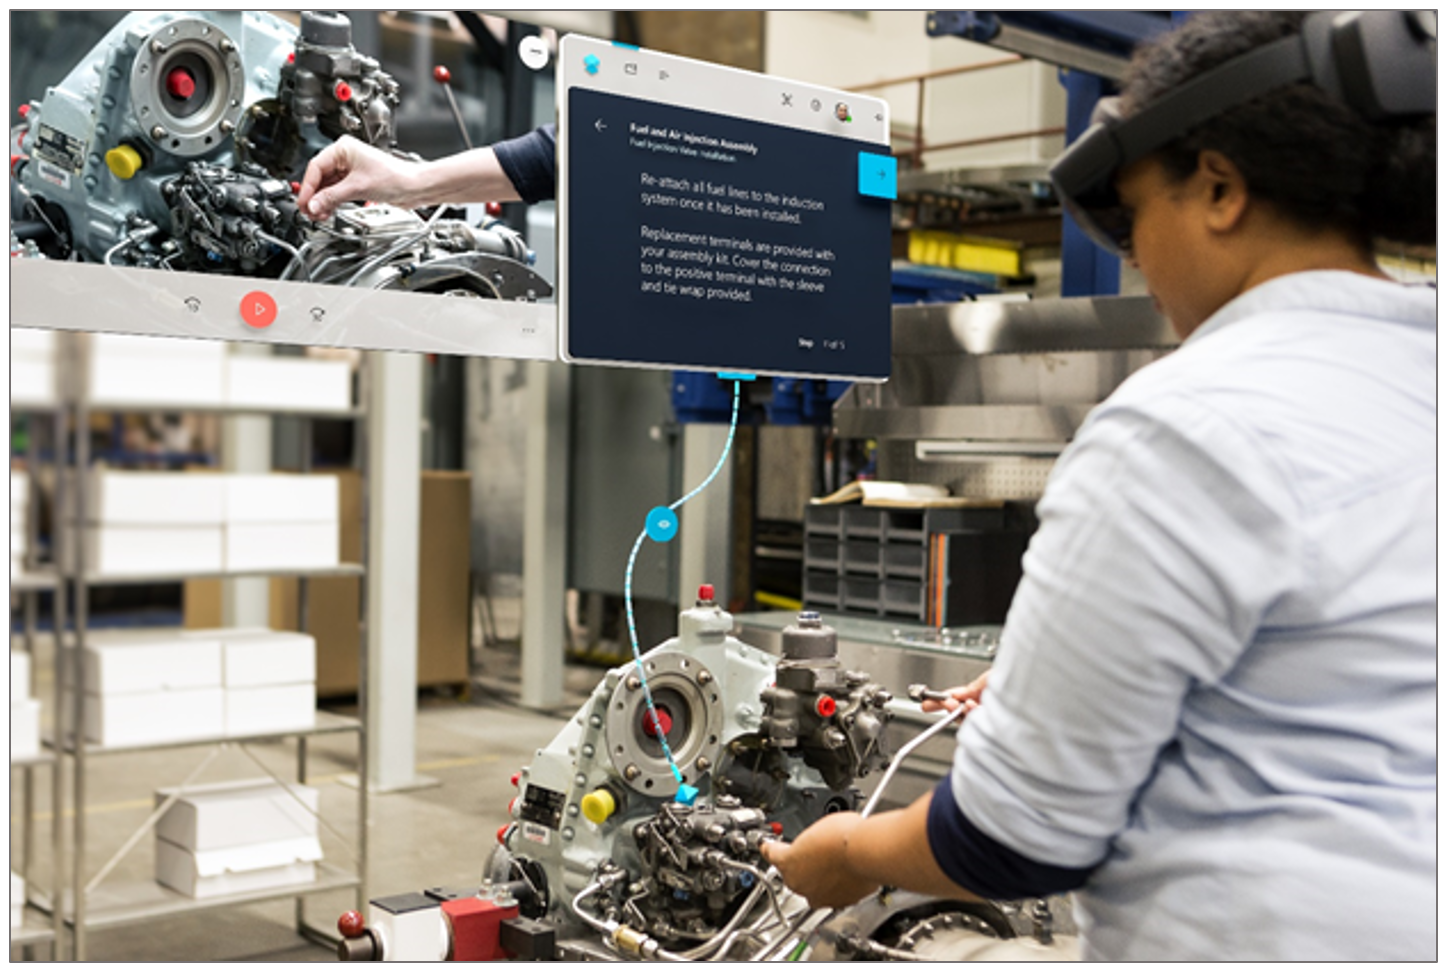 Fuel and Air Injection Assembly
Fuel Injection Valve Installation
Re-attach all fuel lines to the induction
system once it has been installed.
Replacement terminals are provided with
your assembly kit. Cover the connection
to the positive terminal with the sleeve
and tie wrap provided.
Step 1 of 5